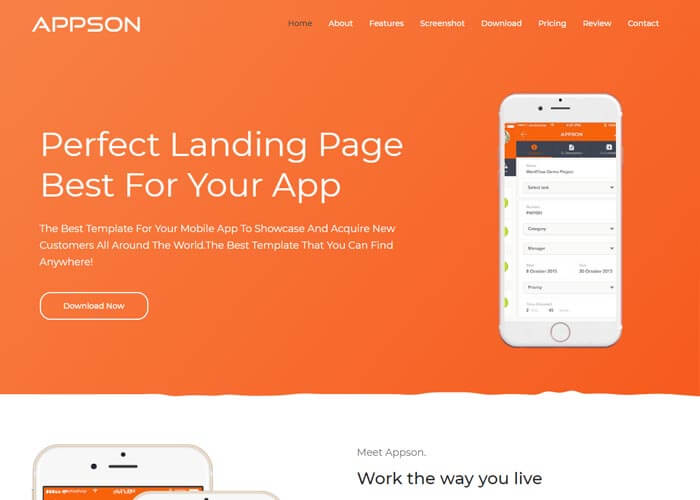 APPSON
Home About Features Screenshot Download Pricing Review Contact
Perfect Landing Page
Best For Your App
The Best Template For Your Mobile App To Showcase And Acquire New
Customers All Around The World.The Best Template That You Can Find
Anywhere!
Download Now
APPSON
WorkFlow Demo Project
Select task
Category
Manager
8 October 2015 30 October 2015
Priority
Meet Appson.
Work the way you live